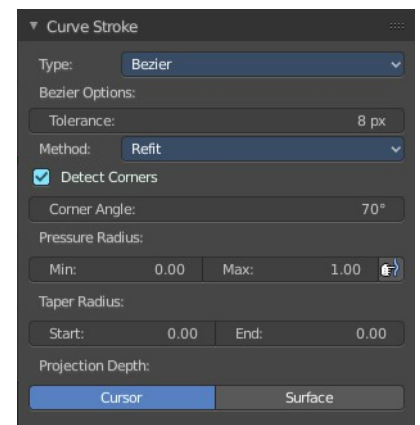 Curve Stroke
Type: Bezier
Bezier Options:
Tolerance: 8 px
Method: Refit
Detect Corners
Corner Angle: 70°
Pressure Radius:
Min: 0.00 Max: 1.00
Taper Radius:
Start: 0.00 End: 0.00
Projection Depth:
Cursor Surface